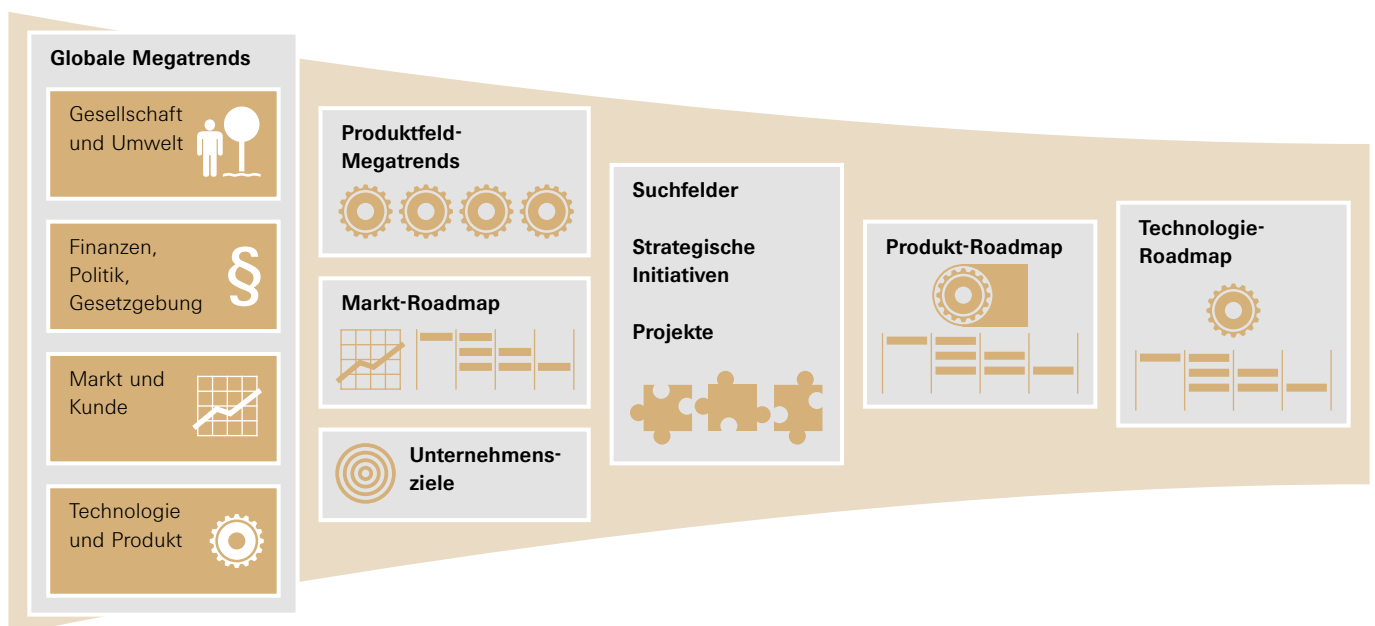 Globale Megatrends
Gesellschaft
und Umwelt
Finanzen,
Politik,
Gesetzgebung
§
Markt und
Kunde
Technologie
und Produkt
Produktfeld-
Megatrends
Markt-Roadmap
Unternehmens-
ziele
Suchfelder
Strategische
Initiativen
Projekte
Produkt-Roadmap
Technologie-
Roadmap